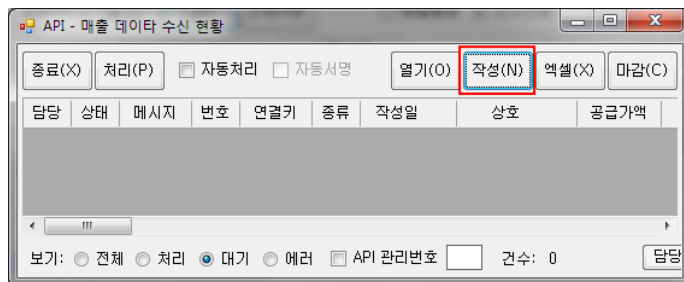 API - 매출 데이타 수신 현황
종료(X) 처리(P) 자동처리 자동서명 열기(O) 작성(N) 엑셀(X) 마감(C)
담당 상태 메시지 번호 연결키 종류 작성일 상호 공급가액
보기: 전체 처리 대기 에러 API 관리번호 건수: 0 담당